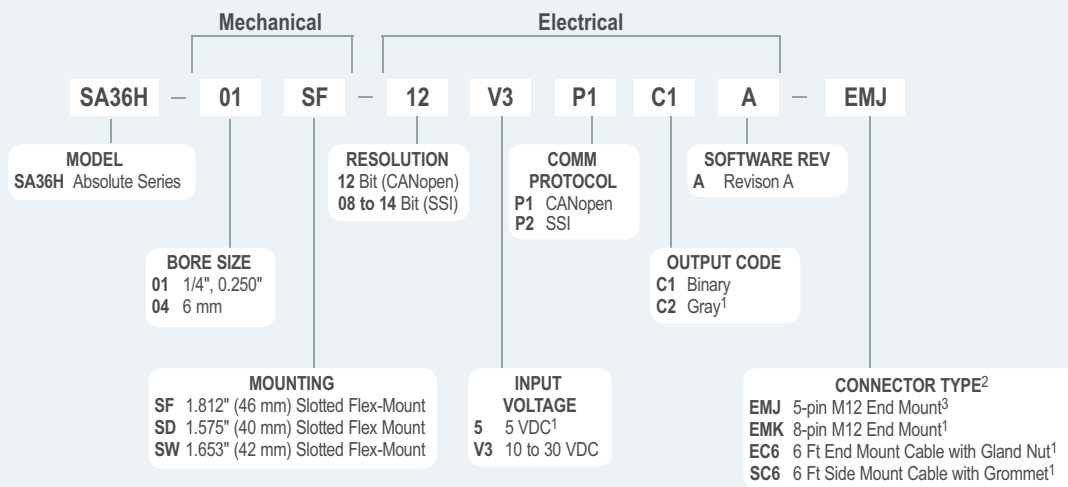 Mechanical
Electrical
SA36H – 01 SF – 12 V3 P1 C1 A – EMJ
MODEL
SA36H Absolute Series
RESOLUTION
12 Bit (CANopen)
08 to 14 Bit (SSI)
COMM
PROTOCOL
P1 CANopen
P2 SSI
SOFTWARE REV
A Revison A
BORE SIZE
01 1/4", 0.250"
04 6 mm
OUTPUT CODE
C1 Binary
C2 Gray1
MOUNTING
SF 1.812" (46 mm) Slotted Flex-Mount
SD 1.575" (40 mm) Slotted Flex Mount
SW 1.653" (42 mm) Slotted Flex-Mount
INPUT
VOLTAGE
5 5 VDC1
V3 10 to 30 VDC
CONNECTOR TYPE2
EMJ 5-pin M12 End Mount3
EMK 8-pin M12 End Mount1
EC6 6 Ft End Mount Cable with Gland Nut1
SC6 6 Ft Side Mount Cable with Grommet1